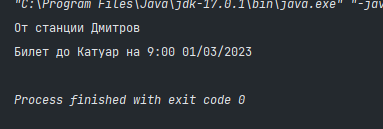 "C:\Program Files\Java\jdk-17.0.1\bin\java.exe" "-jav
От станции Дмитров
Билет до Катуар на 9:00 01/03/2023
Process finished with exit code 0